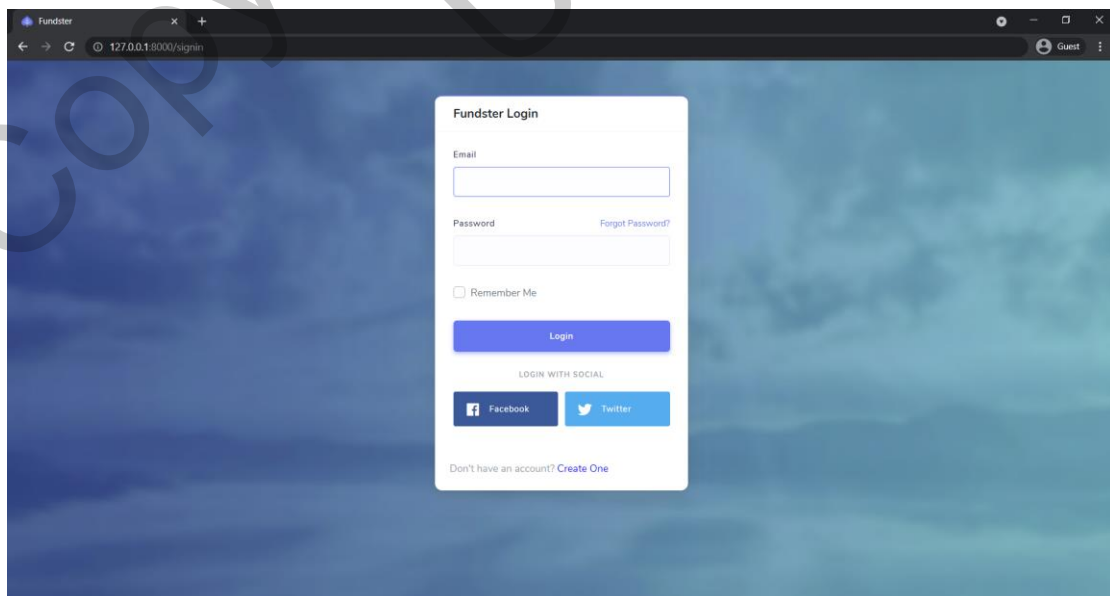 Fundster
127.0.0.1:8000/signin
Guest
Fundster Login
Email
Password Forgot Password?
Remember Me
Login
LOGIN WITH SOCIAL
Facebook Twitter
Don't have an account? Create One
Copy